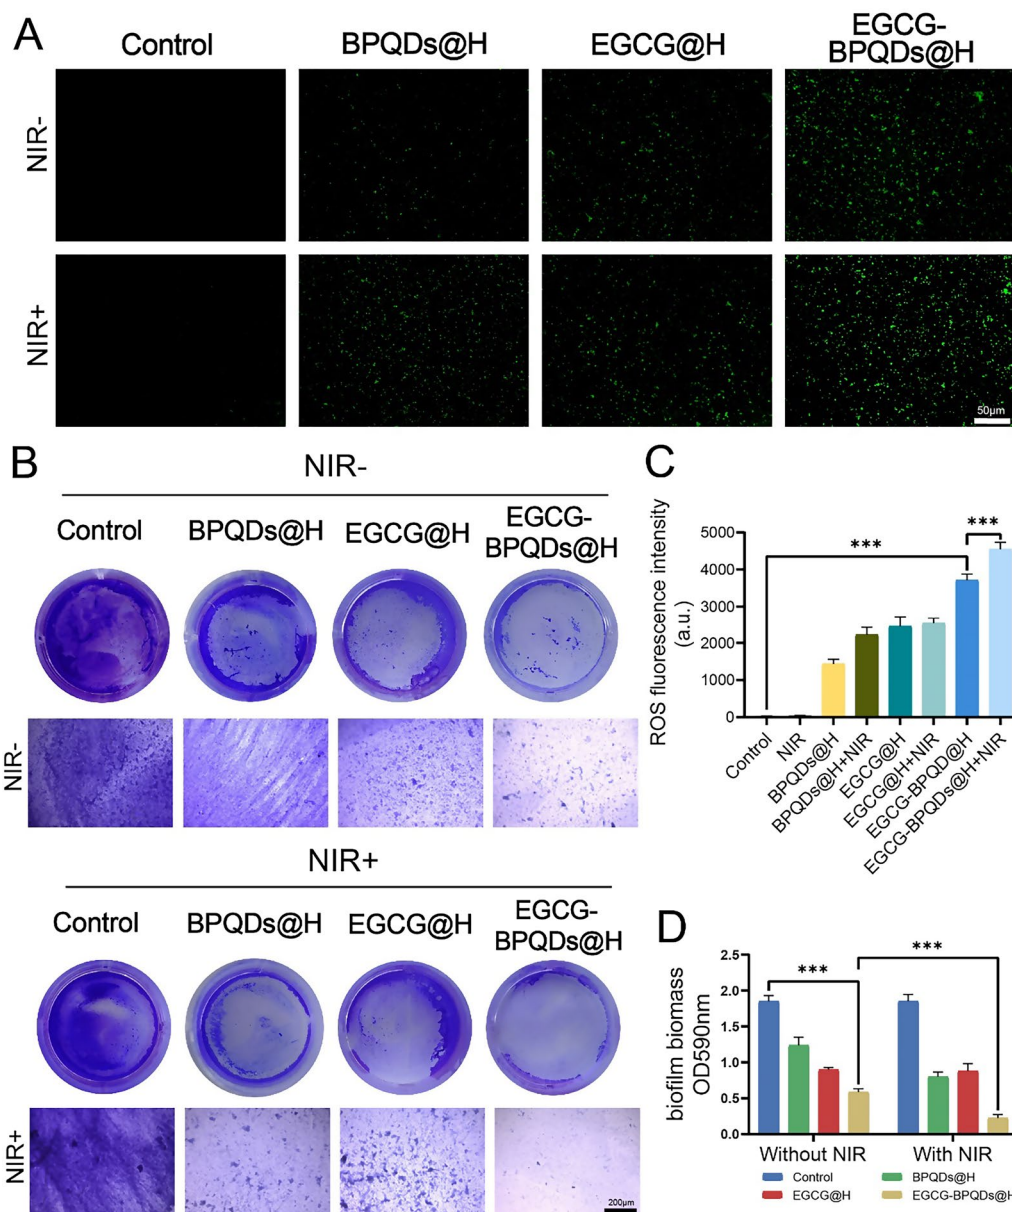 A
Control
BPQDs@H
EGCG@H
EGCG-
BPQDs@H
NIR-
NIR+
50μm
B
NIR-
Control
BPQDs@H
EGCG@H
EGCG-
BPQDs@H
NIR-
NIR+
Control
BPQDs@H
EGCG@H
EGCG-
BPQDs@H
NIR+
200μm
C
ROS fluorescence intensity
(a.u.)
5000
4000
3000
2000
1000
0
***
***
Control
NIR
BPQDs@H
BPQDs@H+NIR
EGCG@H
EGCG@H+NIR
EGCG-BPQD@H
EGCG-BPQDs@H+NIR
D
biofilm biomass
OD590nm
2.5
2.0
1.5
1.0
0.5
0.0
***
***
Without NIR
With NIR
Control
BPQDs@H
EGCG@H
EGCG-BPQDs@H